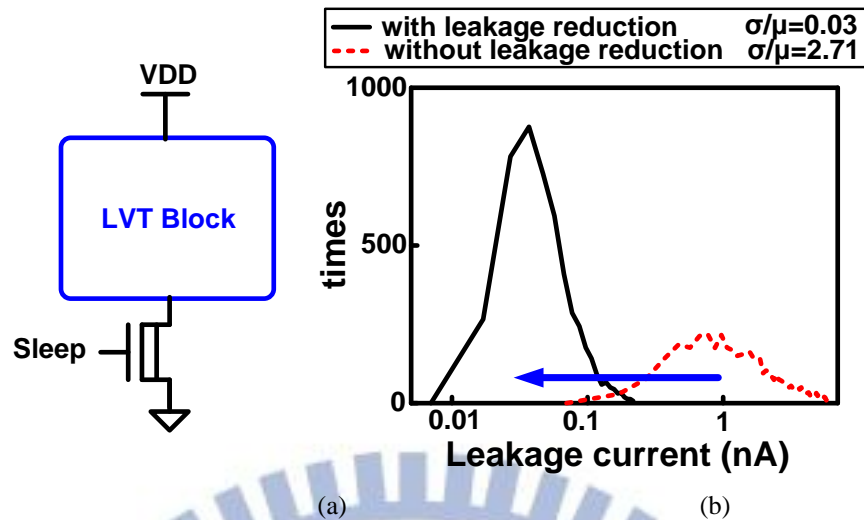 with leakage reduction σ/μ=0.03
without leakage reduction σ/μ=2.71
VDD
LVT Block
Sleep
1000
500
0
times
0.01 0.1 1
Leakage current (nA)
(a) (b)